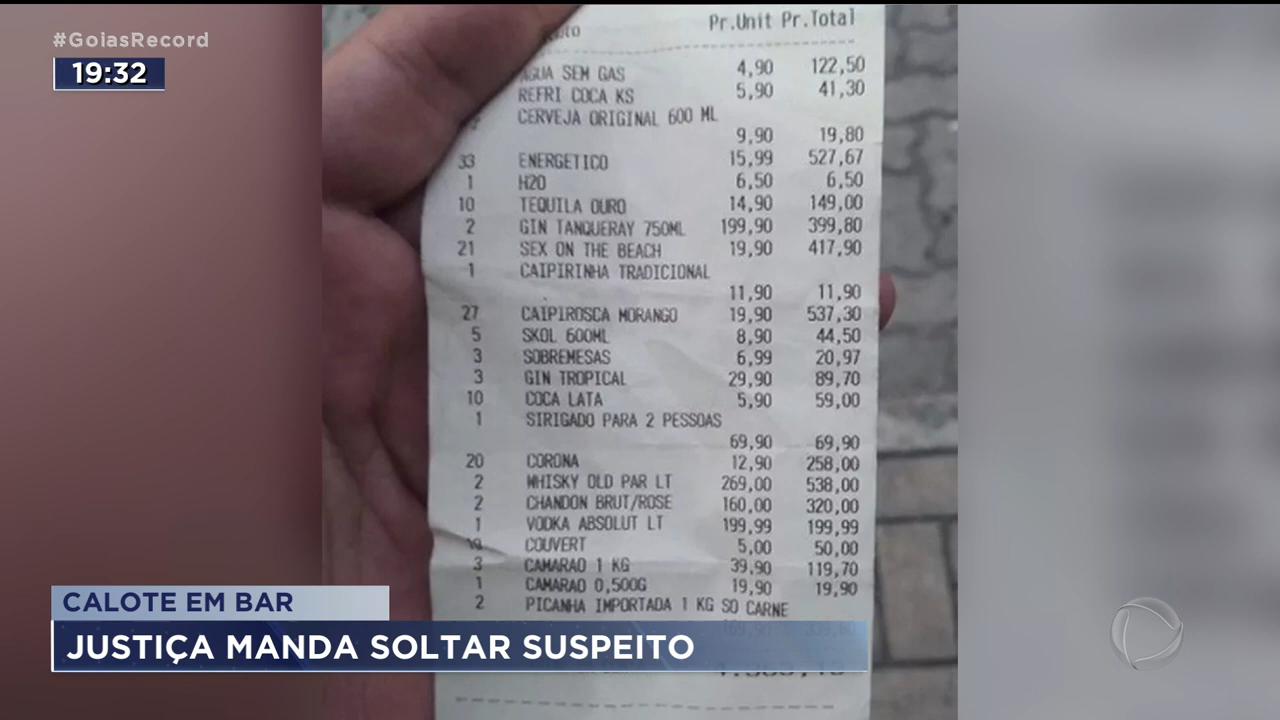 #GoiasRecord
19:32
Pr.Unit Pr.Total
AGUA SEM GAS 4,90 122,50
REFRI COCA KS 5,90 41,30
CERVEJA ORIGINAL 600 ML
9,90 19,80
33 ENERGETICO 15,99 527,67
1 H2O 6,50 6,50
10 TEQUILA OURO 14,90 149,00
2 GIN TANQUERAY 750ML 199,90 399,80
21 SEX ON THE BEACH 19,90 417,90
1 CAIPIRINHA TRADICIONAL
11,90 11,90
27 CAIPIROSCA MORANGO 19,90 537,30
5 SKOL 600ML 8,90 44,50
3 SOBREMESAS 6,99 20,97
3 GIN TROPICAL 29,90 89,70
10 COCA LATA 5,90 59,00
1 SIRIGADO PARA 2 PESSOAS
69,90 69,90
20 CORONA 12,90 258,00
2 WHISKY OLD PAR LT 269,00 538,00
2 CHANDON BRUT/ROSE 160,00 320,00
1 VODKA ABSOLUT LT 199,99 199,99
COUVERT 5,00 50,00
3 CAMARAO 1 KG 39,90 119,70
1 CAMARAO 0,500G 19,90 19,90
2 PICANHA IMPORTADA 1 KG SO CARNE
CALOTE EM BAR
JUSTIÇA MANDA SOLTAR SUSPEITO